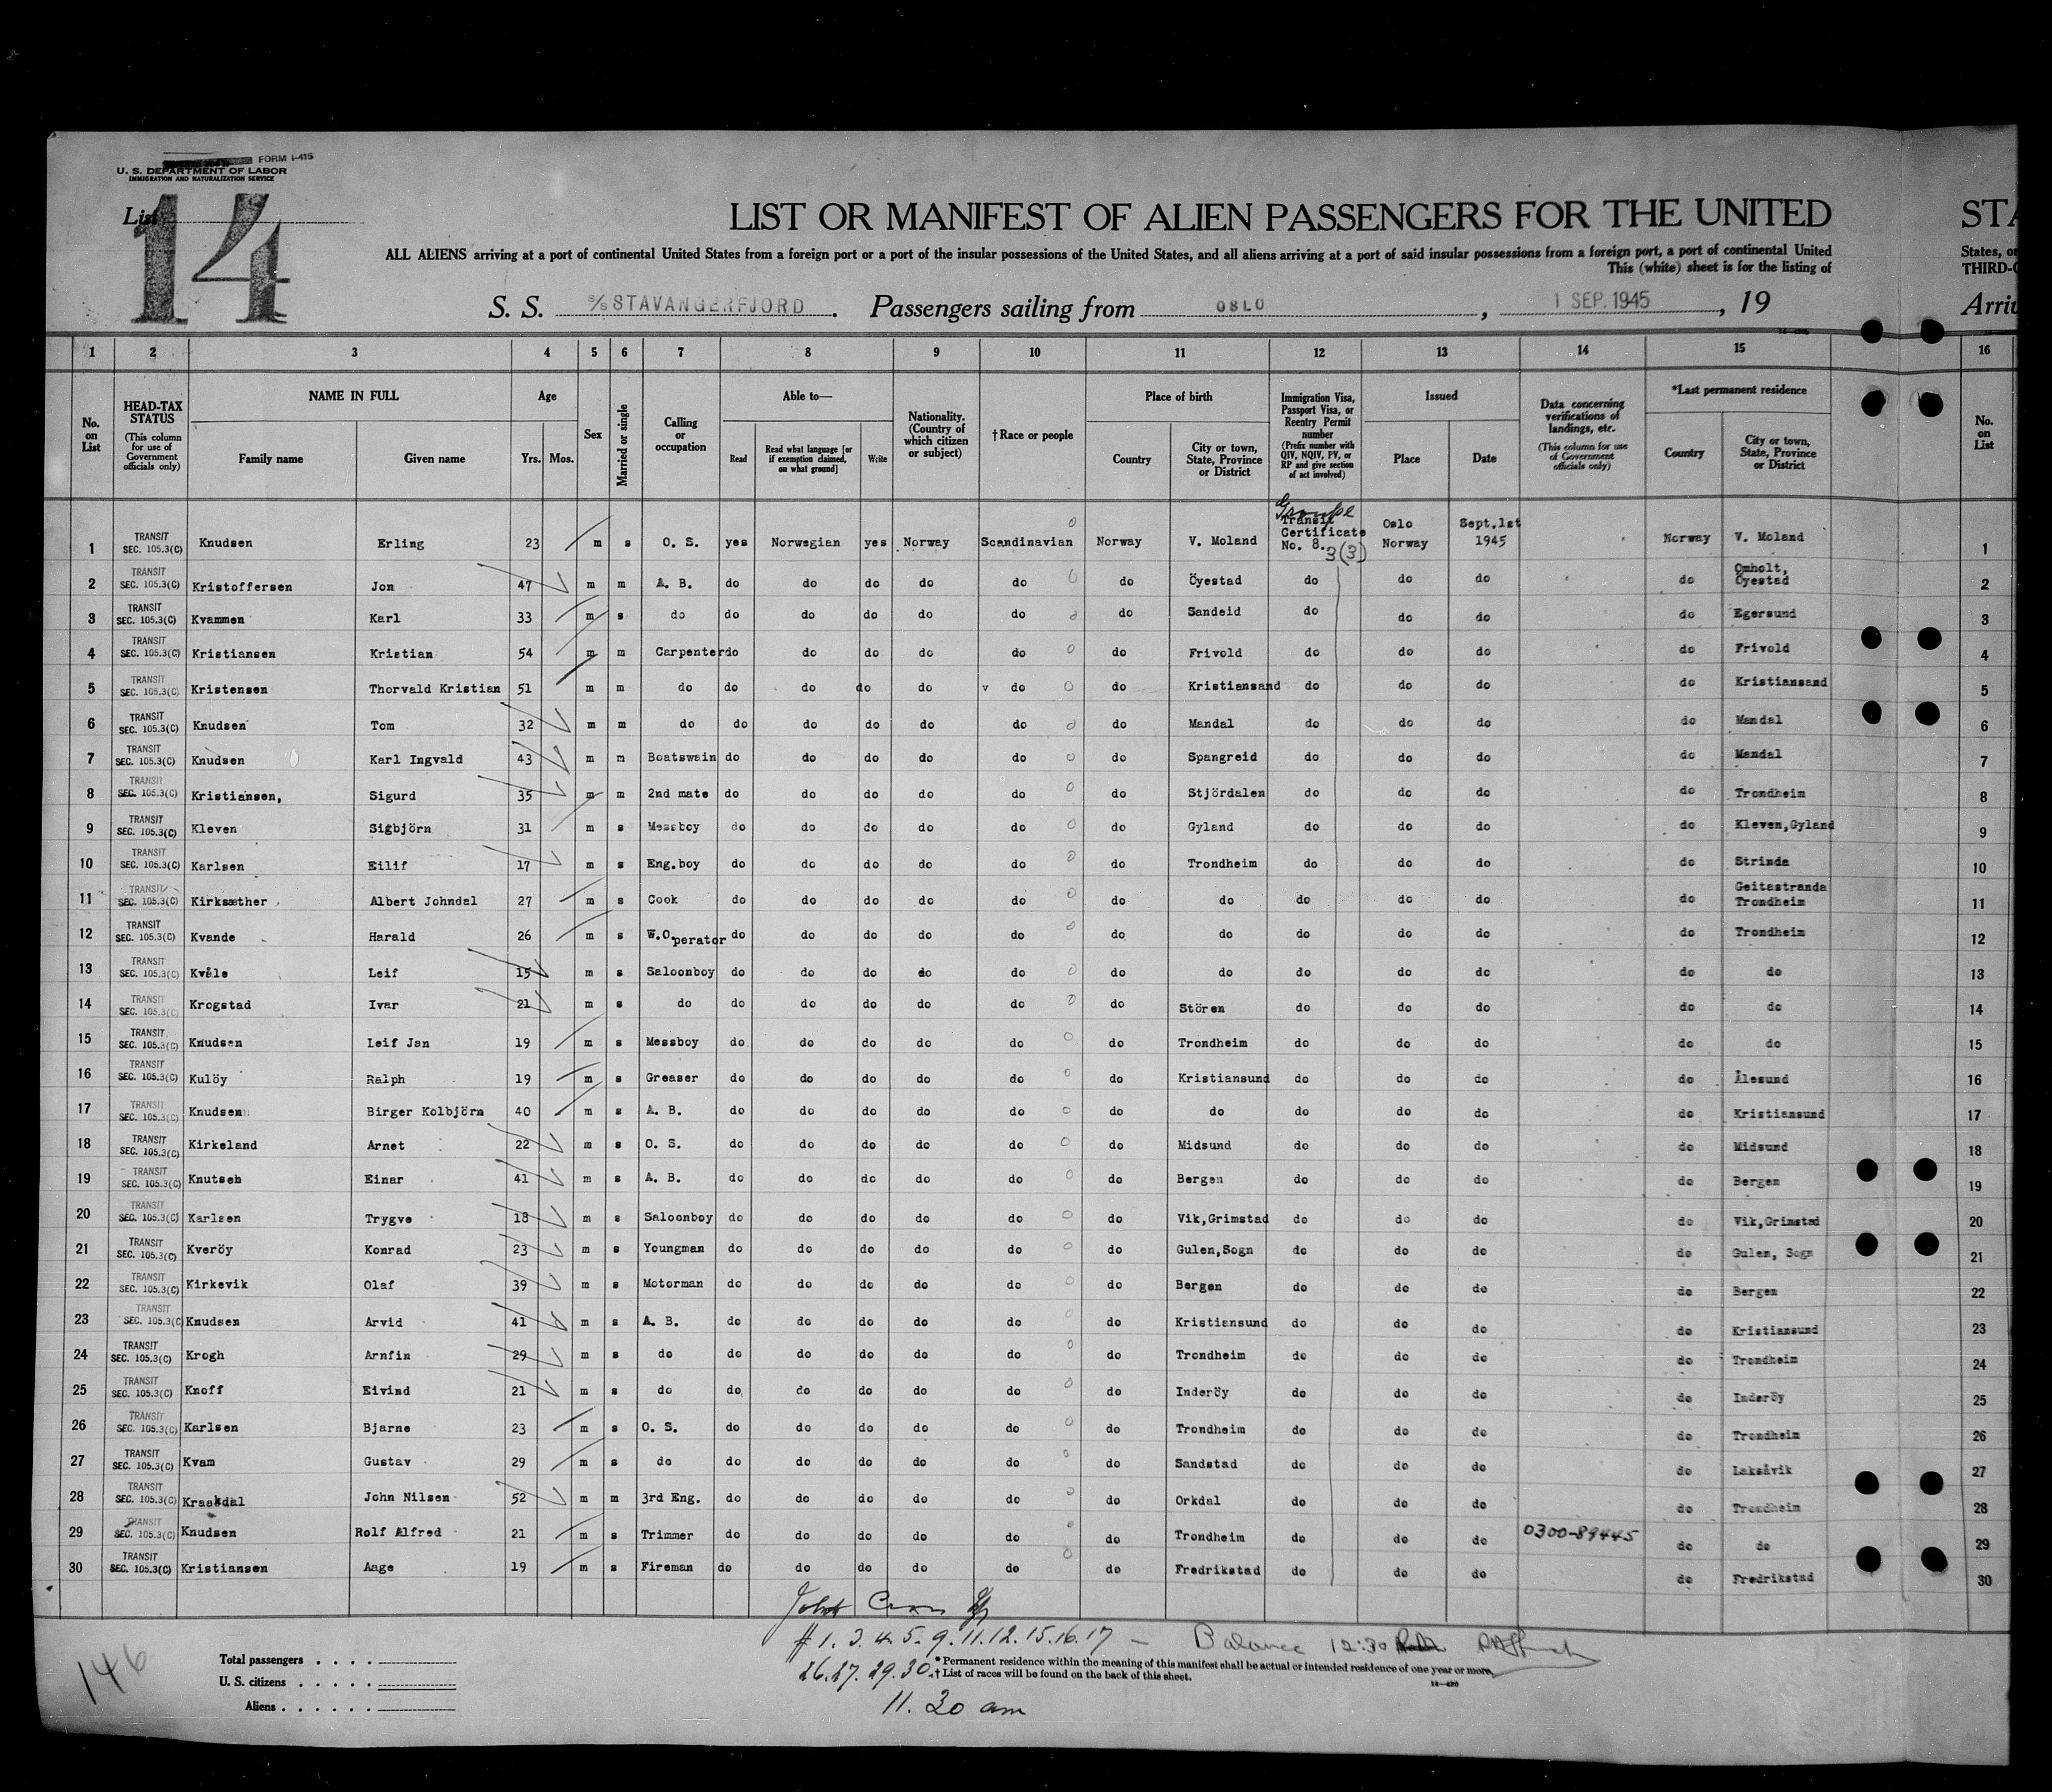 FORM I-415
U. S. DEPARTMENT OF LABOR
IMMIGRATION AND NATURALIZATION SERVICE
List 14
LIST OR MANIFEST OF ALIEN PASSENGERS FOR THE UNITED STA
ALL ALIENS arriving at a port of continental United States from a foreign port or a port of the insular possessions of the United States, and all aliens arriving at a port of said insular possessions from a foreign port, a port of continental United States, or
This (white) sheet is for the listing of THIRD-C
S. S. S/S STAVANGERFJORD. Passengers sailing from OSLO, 1 SEP. 1945, 19 Arriv
1 2 3 4 5 6 7 8 9 10 11 12 13 14 15 16
No. on List
HEAD-TAX STATUS (This column for use of Government officials only)
NAME IN FULL
Family name
Given name
Age
Yrs. Mos.
Sex
Married or single
Calling or occupation
Able to—
Read
Read what language [or if exemption claimed, on what ground]
Write
Nationality. (Country of which citizen or subject)
†Race or people
Place of birth
Country
City or town, State, Province or District
Immigration Visa, Passport Visa, or Reentry Permit number (Prefix number with QIV, NQIV, PV, or RP and give section of act involved)
Issued
Place
Date
Data concerning verifications of landings, etc. (This column for use of Government officials only)
*Last permanent residence
Country
City or town, State, Province or District
No. on List
1 TRANSIT SEC. 105.3(C) Knudsen Erling 23 m s O. S. yes Norwegian yes Norway Scandinavian Norway V. Moland Transit Certificate No. 8. 3(3) Oslo Norway Sept.1st 1945 Norway V. Moland 1
2 TRANSIT SEC. 105.3(C) Kristoffersen Jon 47 m m A. B. do do do do do do Öyestad do do do do Omholt, Öyestad 2
3 TRANSIT SEC. 105.3(C) Kvammen Karl 33 m s do do do do do do do Sandeid do do do do Egersund 3
4 TRANSIT SEC. 105.3(C) Kristiansen Kristian 54 m m Carpenter do do do do do do Frivold do do do do Frivold 4
5 TRANSIT SEC. 105.3(C) Kristensen Thorvald Kristian 51 m m do do do do do v do do Kristiansand do do do do Kristiansand 5
6 TRANSIT SEC. 105.3(C) Knudsen Tom 32 m m do do do do do do do Mandal do do do do Mandal 6
7 TRANSIT SEC. 105.3(C) Knudsen Karl Ingvald 43 m m Boatswain do do do do do do Spangreid do do do do Mandal 7
8 TRANSIT SEC. 105.3(C) Kristiansen, Sigurd 35 m m 2nd mate do do do do do do Stjördalen do do do do Trondheim 8
9 TRANSIT SEC. 105.3(C) Kleven Sigbjörn 31 m s Messboy do do do do do do Gyland do do do do Kleven,Gyland 9
10 TRANSIT SEC. 105.3(C) Karlsen Eilif 17 m s Eng.boy do do do do do do Trondheim do do do do Strinda 10
11 TRANSIT SEC. 105.3(C) Kirksæther Albert Johndal 27 m s Cook do do do do do do do do do do do Geitastranda Trondheim 11
12 TRANSIT SEC. 105.3(C) Kvande Harald 26 m s W.Operator do do do do do do do do do do do Trondheim 12
13 TRANSIT SEC. 105.3(C) Kvåle Leif 15 m s Saloonboy do do do do do do do do do do do do 13
14 TRANSIT SEC. 105.3(C) Krogstad Ivar 21 m s do do do do do do do Stören do do do do do 14
15 TRANSIT SEC. 105.3(C) Knudsen Leif Jan 19 m s Messboy do do do do do do Trondheim do do do do do 15
16 TRANSIT SEC. 105.3(C) Kulöy Ralph 19 m s Greaser do do do do do do Kristiansund do do do do Ålesund 16
17 TRANSIT SEC. 105.3(C) Knudsen Birger Kolbjörn 40 m s A. B. do do do do do do do do do do do Kristiansund 17
18 TRANSIT SEC. 105.3(C) Kirkeland Arnet 22 m s O. S. do do do do do do Midsund do do do do Midsund 18
19 TRANSIT SEC. 105.3(C) Knutsen Einar 41 m s A. B. do do do do do do Bergen do do do do Bergen 19
20 TRANSIT SEC. 105.3(C) Karlsen Trygve 18 m s Saloonboy do do do do do do Vik,Grimstad do do do do Vik,Grimstad 20
21 TRANSIT SEC. 105.3(C) Kveröy Konrad 23 m s Youngman do do do do do do Gulen,Sogn do do do do Gulen, Sogn 21
22 TRANSIT SEC. 105.3(C) Kirkevik Olaf 39 m s Motorman do do do do do do Bergen do do do do Bergen 22
23 TRANSIT SEC. 105.3(C) Knudsen Arvid 41 m s A. B. do do do do do do Kristiansund do do do do Kristiansund 23
24 TRANSIT SEC. 105.3(C) Krogh Arnfin 29 m s do do do do do do do Trondheim do do do do Trondheim 24
25 TRANSIT SEC. 105.3(C) Knoff Eivind 21 m s do do do do do do do Inderöy do do do do Inderöy 25
26 TRANSIT SEC. 105.3(C) Karlsen Bjarne 23 m s O. S. do do do do do do Trondheim do do do do Trondheim 26
27 TRANSIT SEC. 105.3(C) Kvam Gustav 29 m s do do do do do do do Sandstad do do do do Laksåvik 27
28 TRANSIT SEC. 105.3(C) Kraakdal John Nilsen 52 m m 3rd Eng. do do do do do do Orkdal do do do do Trondheim 28
29 TRANSIT SEC. 105.3(C) Knudsen Rolf Alfred 21 m s Trimmer do do do do do do Trondheim do do do 0300-89445 do do 29
30 TRANSIT SEC. 105.3(C) Kristiansen Aage 19 m s Fireman do do do do do do Fredrikstad do do do do Fredrikstad 30
# 1. 3. 4. 5. 9. 11. 12. 15. 16. 17 — Balance 12:30
26. 27. 29. 30.
11. 30 am
146
Total passengers . . . .
U. S. citizens . . . . .
Aliens . . . . . .
* Permanent residence within the meaning of this manifest shall be actual or intended residence of one year or more.
† List of races will be found on the back of this sheet.